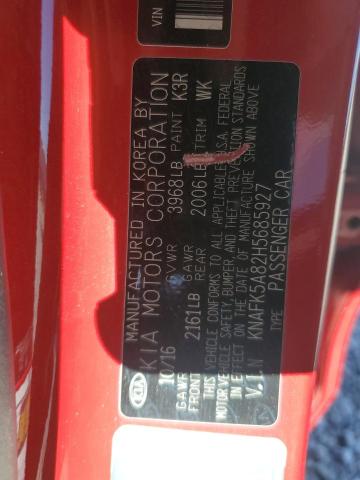 VIN
MANUFACTURED IN KOREA BY
KIA MOTORS CORPORATION
10/16 GVWR 3968LB PAINT K3R
GAWR FRONT 2161LB GAWR REAR 2006LB TRIM WK
THIS VEHICLE CONFORMS TO ALL APPLICABLE U.S.A. FEDERAL
MOTOR VEHICLE SAFETY, BUMPER, AND THEFT PREVENTION STANDARDS
IN EFFECT ON THE DATE OF MANUFACTURE SHOWN ABOVE
V.I.N KNAFK5A82H5685927
TYPE PASSENGER CAR
KIA